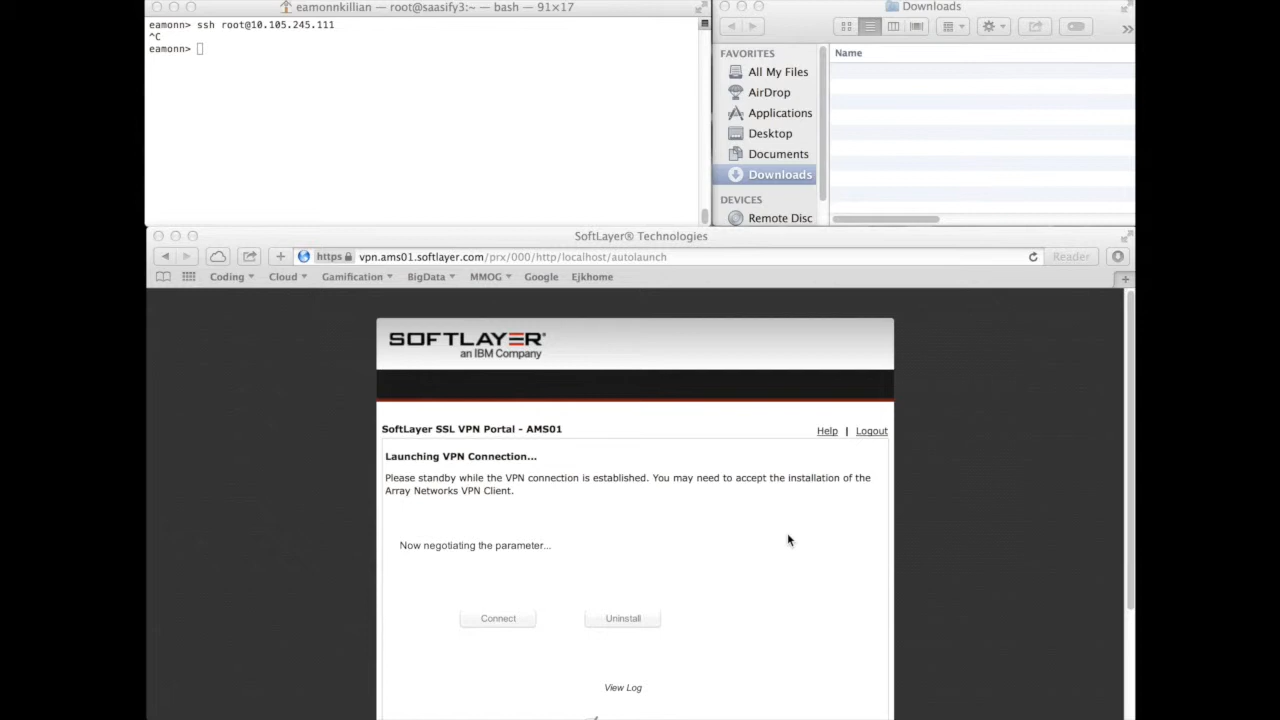 eamonnkillian — root@saasify3:~ — bash — 91×17
eamonn> ssh root@10.105.245.111
^C
eamonn>
Downloads
Name
FAVORITES
All My Files
AirDrop
Applications
Desktop
Documents
Downloads
DEVICES
Remote Disc
SoftLayer® Technologies
https vpn.ams01.softlayer.com/prx/000/http/localhost/autolaunch
Reader
Coding Cloud Gamification BigData MMOG Google Ejkhome
SOFTLAYER®
an IBM Company
SoftLayer SSL VPN Portal - AMS01
Help | Logout
Launching VPN Connection...
Please standby while the VPN connection is established. You may need to accept the installation of the
Array Networks VPN Client.
Now negotiating the parameter...
Connect Uninstall
View Log